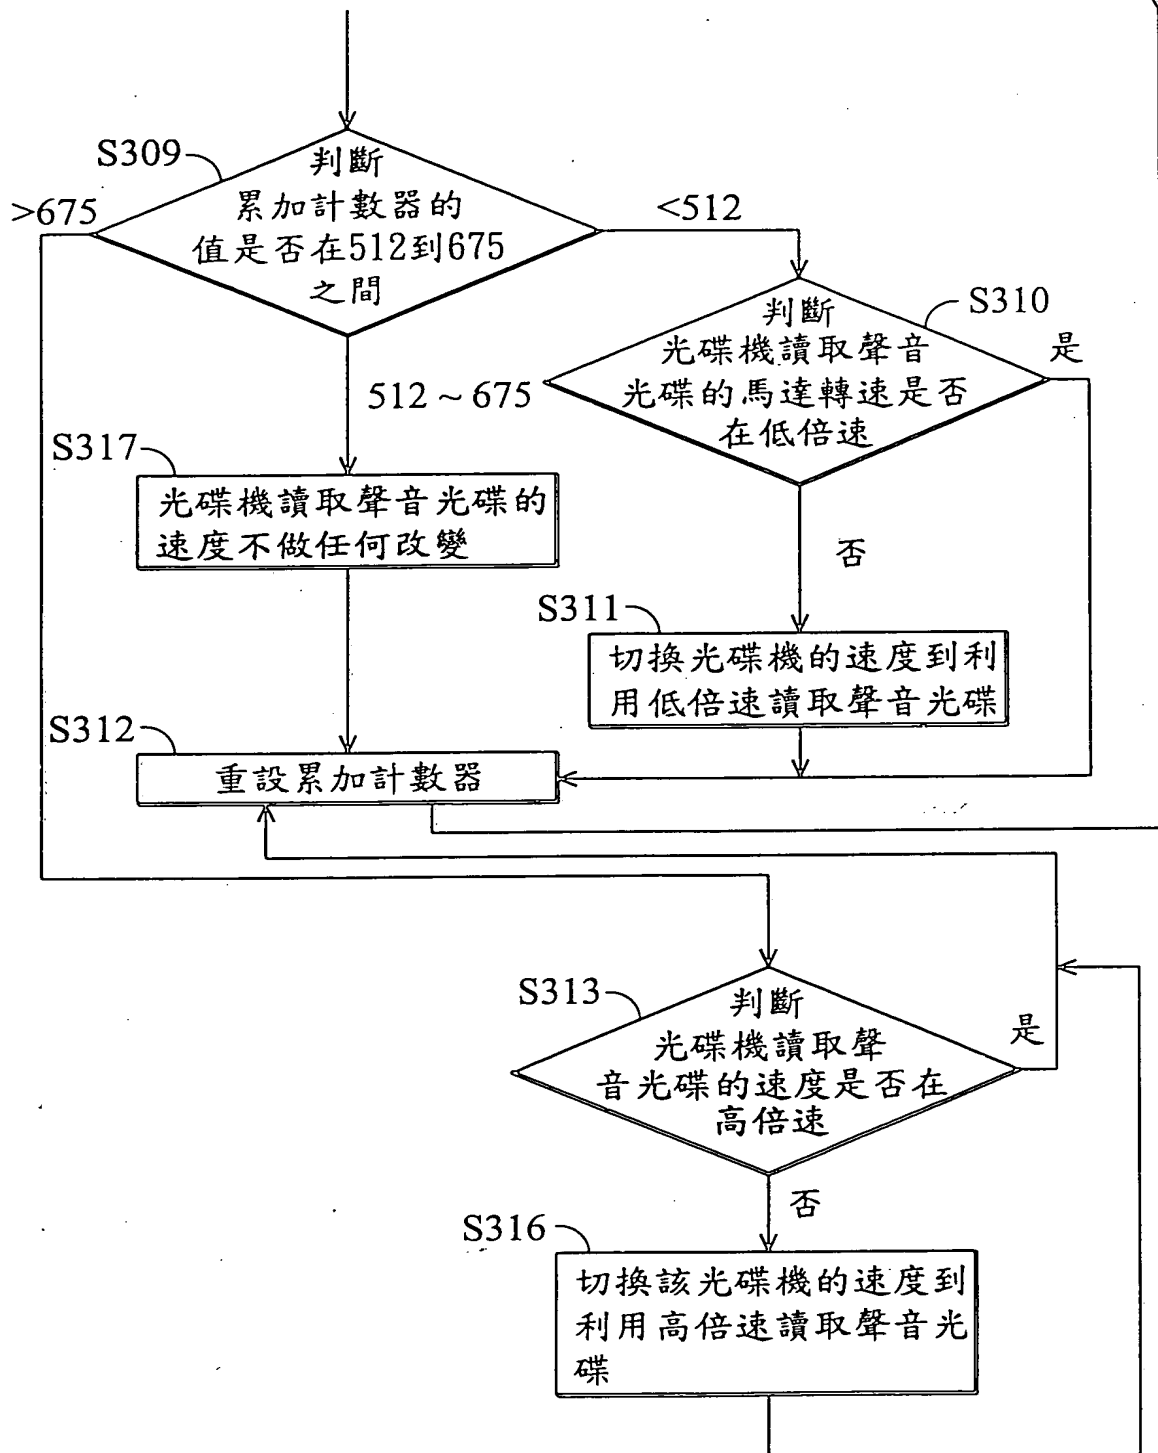 S309
判斷
累加計數器的
值是否在512到675
之間
>675
<512
S310
判斷
光碟機讀取聲音
光碟的馬達轉速是否
在低倍速
是
512 ~ 675
S317
光碟機讀取聲音光碟的
速度不做任何改變
否
S311
切換光碟機的速度到利
用低倍速讀取聲音光碟
S312
重設累加計數器
S313
判斷
光碟機讀取聲
音光碟的速度是否在
高倍速
是
否
S316
切換該光碟機的速度到
利用高倍速讀取聲音光
碟